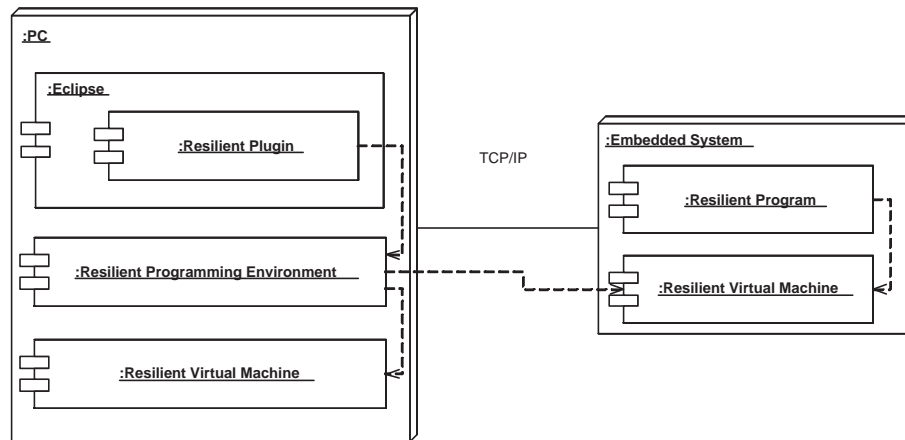 :PC
:Eclipse
:Resilient Plugin
:Resilient Programming Environment
:Resilient Virtual Machine
TCP/IP
:Embedded System
:Resilient Program
:Resilient Virtual Machine